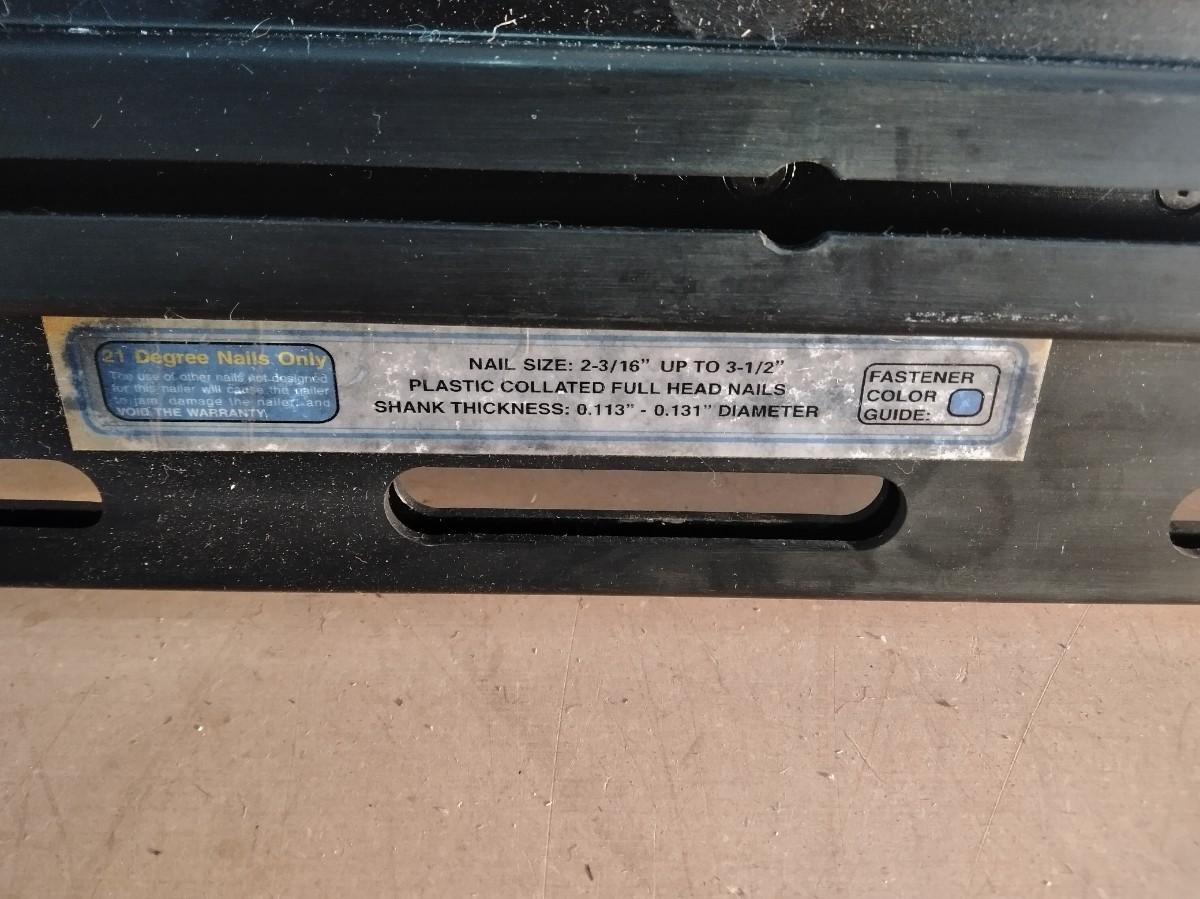 21 Degree Nails Only
The use of other nails not designed
for this nailer will cause the nailer
to jam, damage the nailer, and
VOID THE WARRANTY.
NAIL SIZE: 2-3/16” UP TO 3-1/2”
PLASTIC COLLATED FULL HEAD NAILS
SHANK THICKNESS: 0.113” - 0.131” DIAMETER
FASTENER
COLOR
GUIDE: